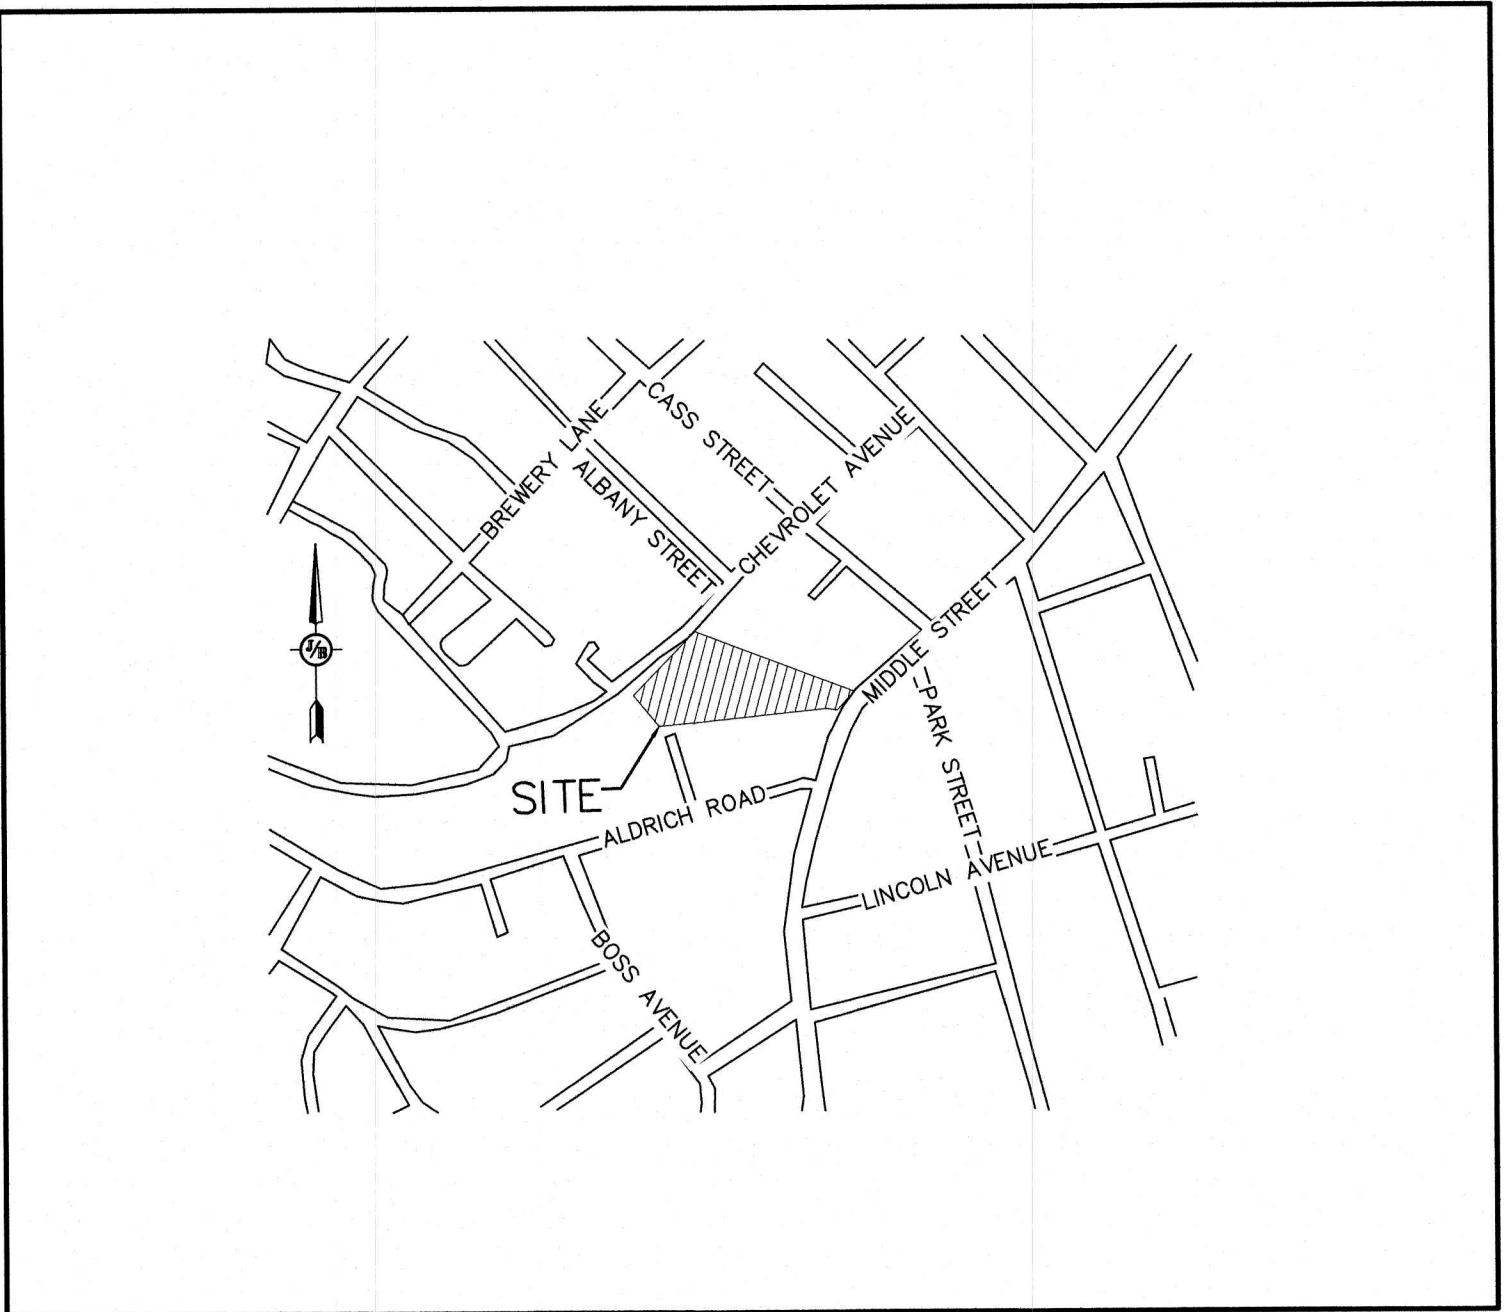 CASS STREET
BREWERY LANE
ALBANY STREET
CHEVROLET AVENUE
MIDDLE STREET
PARK STREET
J/B
SITE
ALDRICH ROAD
LINCOLN AVENUE
BOSS AVENUE